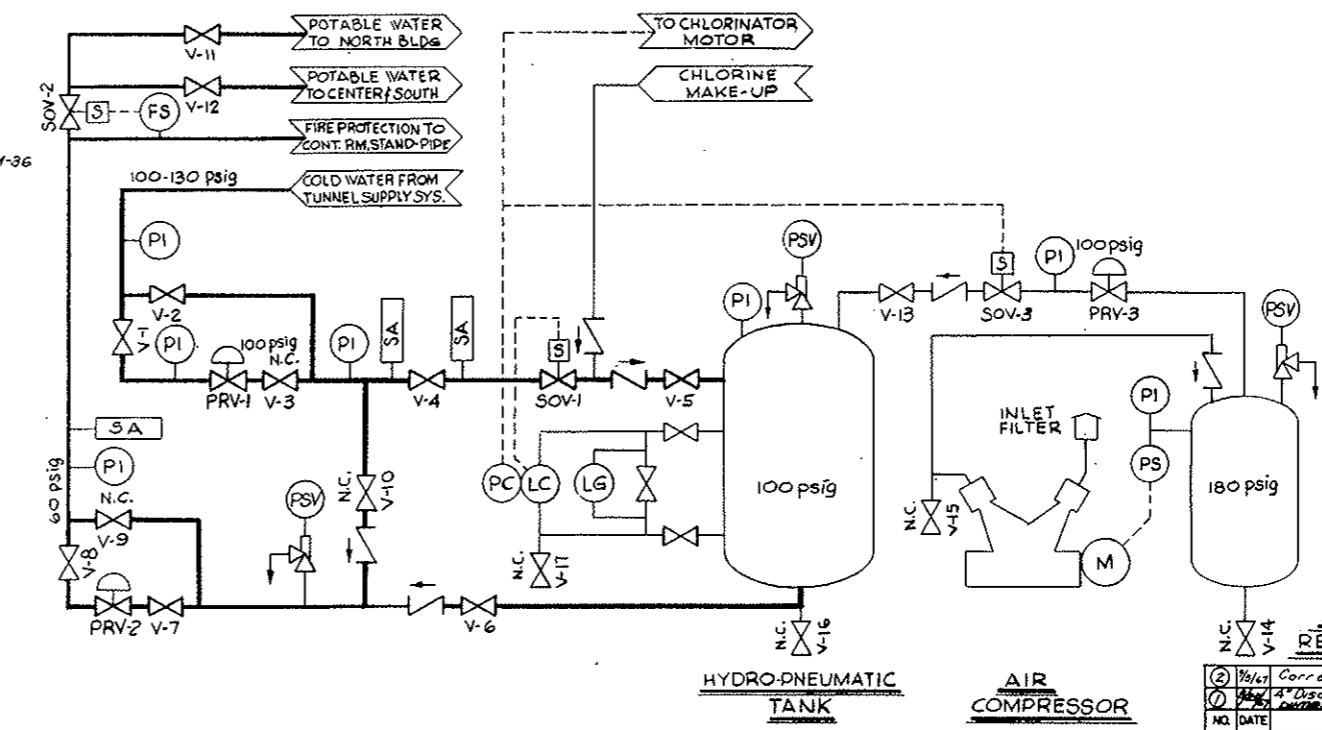 POTABLE WATER
TO NORTH BLDG
V-11
POTABLE WATER
TO CENTER & SOUTH
V-12
SOV-2
S
FS
FIRE PROTECTION TO
CONT. RM, STAND-PIPE
-36
100-130 psig
COLD WATER FROM
TUNNEL SUPPLY SYS.
TO CHLORINATOR
MOTOR
CHLORINE
MAKE-UP
PI
V-2
V-1
PI
100 psig
N.C.
PRV-1
V-3
PI
SA
V-4
SA
S
SOV-1
V-5
PI
PSV
V-13
S
SOV-3
PI
100 psig
PRV-3
PSV
SA
PI
60 psig
N.C.
V-9
V-8
PRV-2
V-7
PSV
N.C.
V-10
V-6
PC
LC
LG
N.C.
V-17
100 psig
N.C.
V-16
INLET
FILTER
N.C.
V-15
M
PI
PS
180 psig
N.C.
V-14
HYDRO-PNEUMATIC
TANK
AIR
COMPRESSOR
RE
2
1
4"
NO. DATE